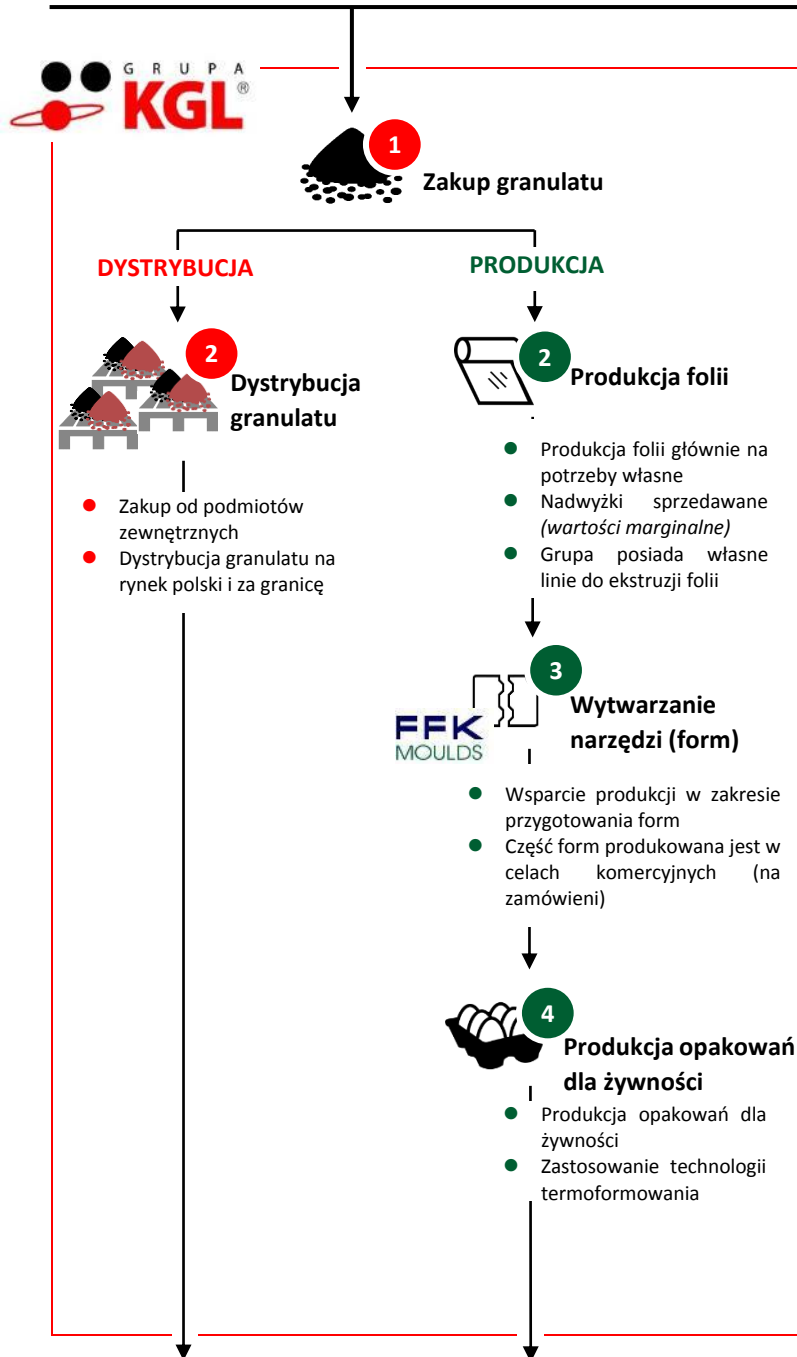 GRUPA
KGL®
1
Zakup granulatu
DYSTRYBUCJA
PRODUKCJA
2
Dystrybucja
granulatu
● Zakup od podmiotów
zewnętrznych
● Dystrybucja granulatu na
rynek polski i za granicę
2
Produkcja folii
● Produkcja folii głównie na
potrzeby własne
● Nadwyżki sprzedawane
(wartości marginalne)
● Grupa posiada własne
linie do ekstruzji folii
3
FFK
MOULDS
Wytwarzanie
narzędzi (form)
● Wsparcie produkcji w zakresie
przygotowania form
● Część form produkowana jest w
celach komercyjnych (na
zamówieni)
4
Produkcja opakowań
dla żywności
● Produkcja opakowań dla
żywności
● Zastosowanie technologii
termoformowania